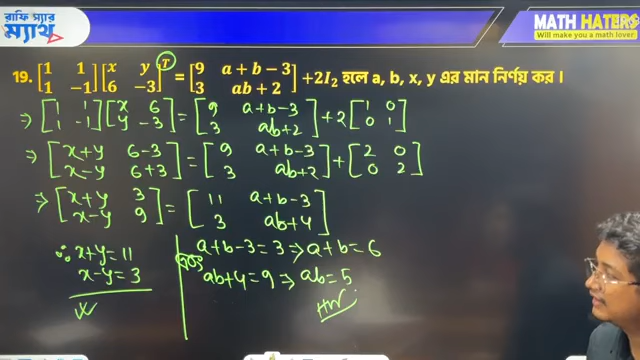 রাফি স্যার
ম্যাথ
MATH HATERS
Will make you a math lover
19. [1 1; 1 -1] [x y; 6 -3]^T = [9 a + b - 3; 3 ab + 2] + 2I₂ হলে a, b, x, y এর মান নির্ণয় কর ।
⇒ [1 1; 1 -1] [x 6; y -3] = [9 a+b-3; 3 ab+2] + 2 [1 0; 0 1]
⇒ [x+y 6-3; x-y 6+3] = [9 a+b-3; 3 ab+2] + [2 0; 0 2]
⇒ [x+y 3; x-y 9] = [11 a+b-3; 3 ab+4]
∴ x+y = 11
x-y = 3
a+b-3 = 3 ⇒ a+b = 6
এবং
ab+4 = 9 ⇒ ab = 5.
HW